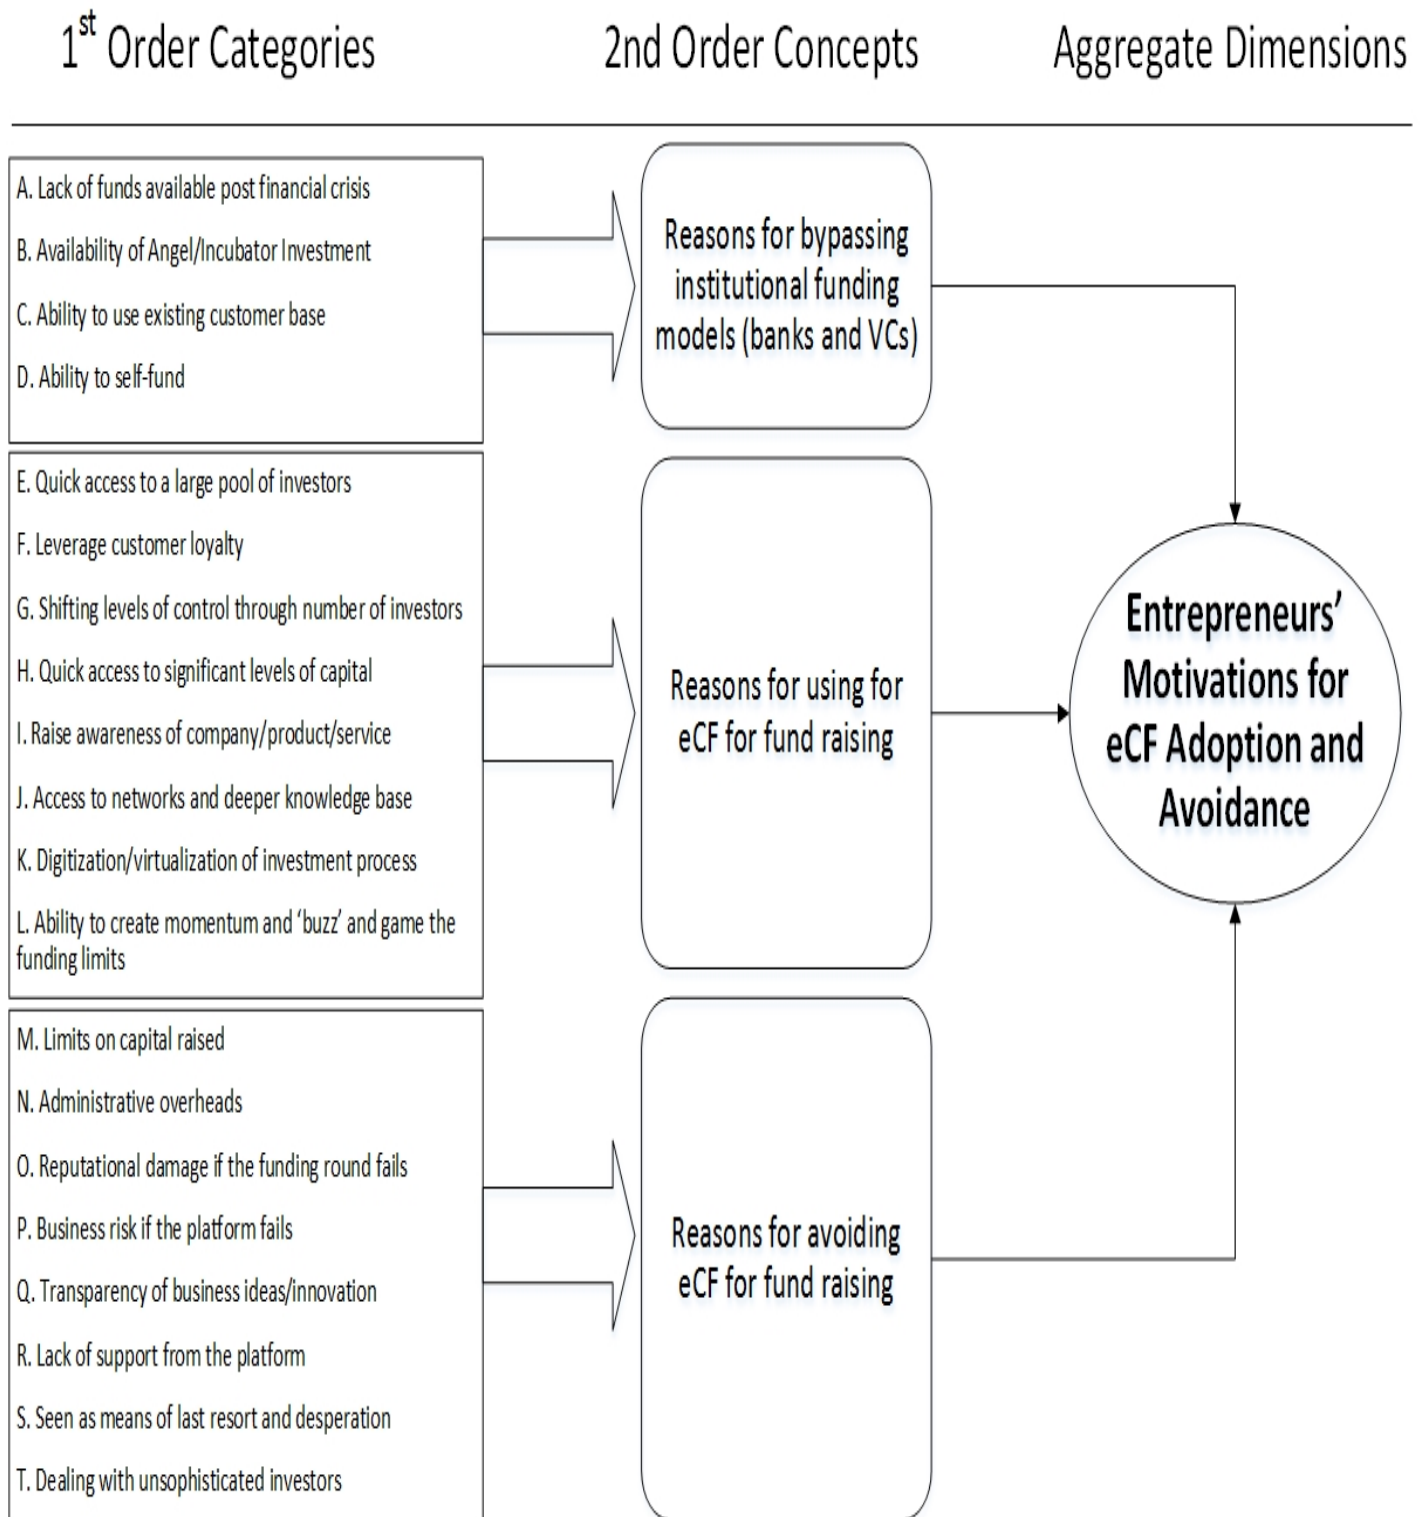 1st Order Categories
2nd Order Concepts
Aggregate Dimensions
A. Lack of funds available post financial crisis
B. Availability of Angel/Incubator Investment
C. Ability to use existing customer base
D. Ability to self-fund
Reasons for bypassing
institutional funding
models (banks and VCs)
E. Quick access to a large pool of investors
F. Leverage customer loyalty
G. Shifting levels of control through number of investors
H. Quick access to significant levels of capital
I. Raise awareness of company/product/service
J. Access to networks and deeper knowledge base
K. Digitization/virtualization of investment process
L. Ability to create momentum and ‘buzz’ and game the
funding limits
Reasons for using for
eCF for fund raising
Entrepreneurs’
Motivations for
eCF Adoption and
Avoidance
M. Limits on capital raised
N. Administrative overheads
O. Reputational damage if the funding round fails
P. Business risk if the platform fails
Q. Transparency of business ideas/innovation
R. Lack of support from the platform
S. Seen as means of last resort and desperation
T. Dealing with unsophisticated investors
Reasons for avoiding
eCF for fund raising